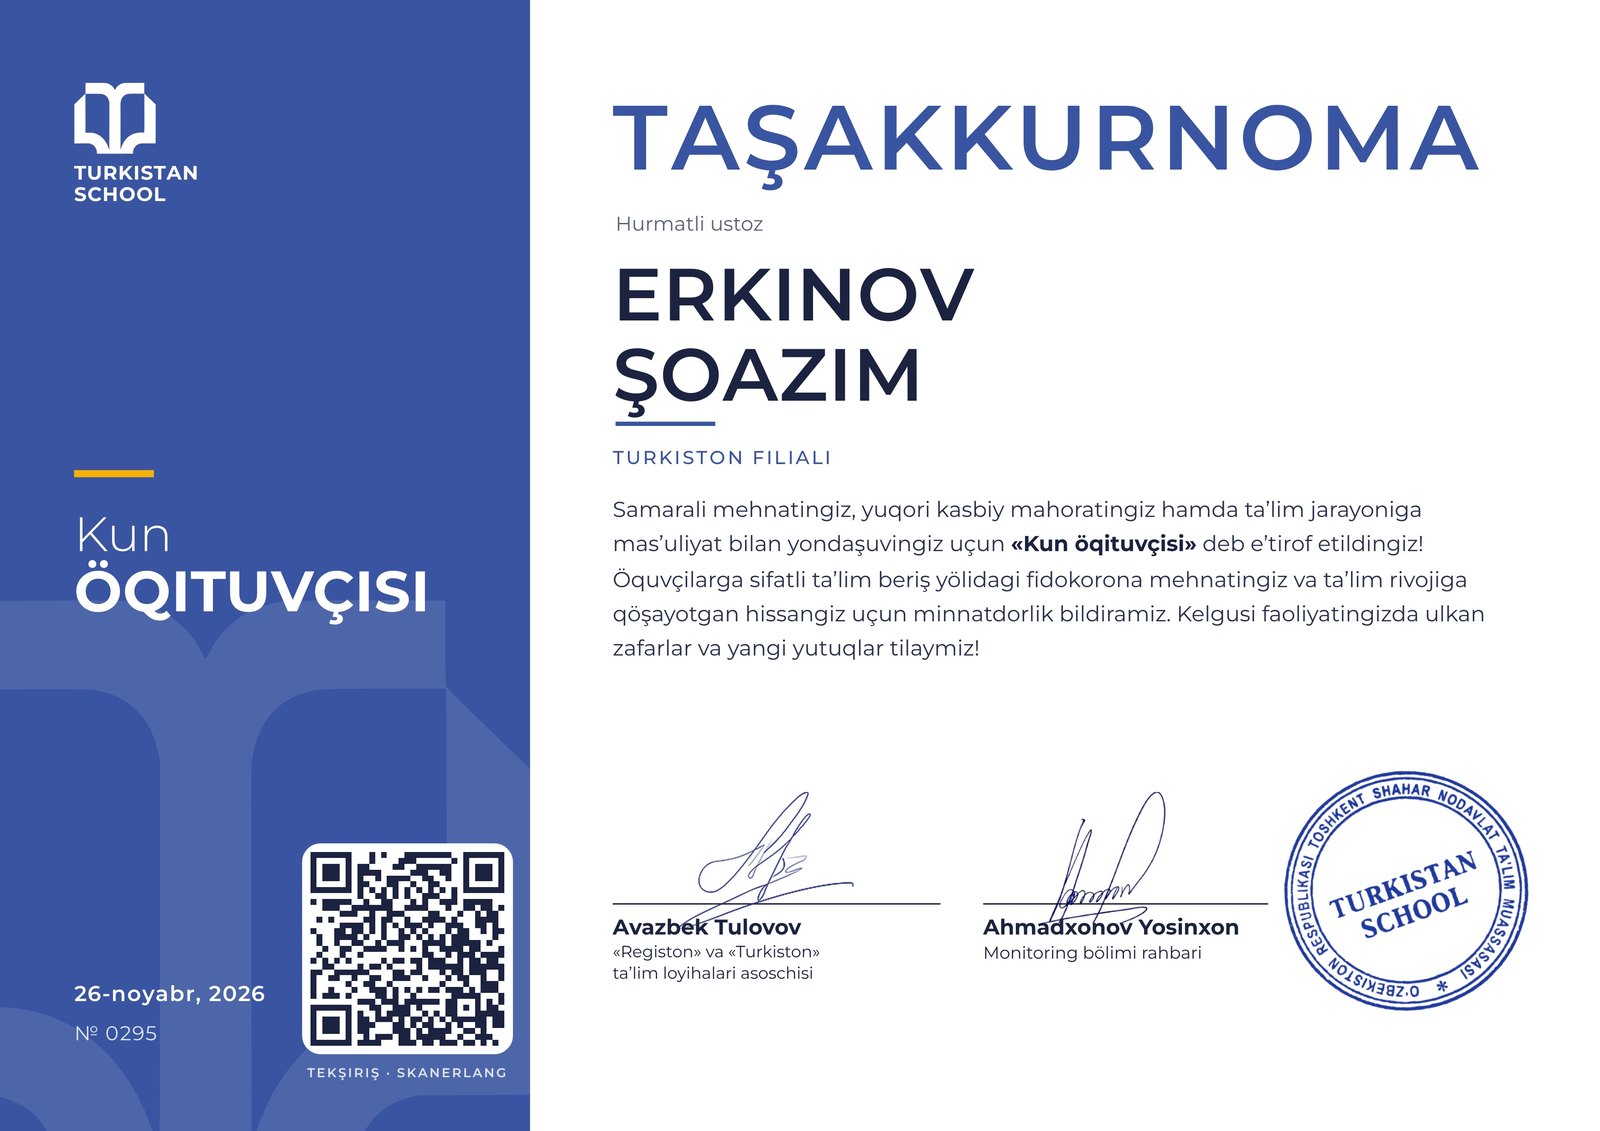 TURKISTAN
SCHOOL
Kun
ÖQITUVÇISI
26-noyabr, 2026
№ 0295
TEKŞIRIŞ · SKANERLANG
TAŞAKKURNOMA
Hurmatli ustoz
ERKINOV
ŞOAZIM
TURKISTON FILIALI
Samarali mehnatingiz, yuqori kasbiy mahoratingiz hamda ta’lim jarayoniga
mas’uliyat bilan yondaşuvingiz uçun «Kun öqituvçisi» deb e’tirof etildingiz!
Öquvçilarga sifatli ta’lim beriş yölidagi fidokorona mehnatingiz va ta’lim rivojiga
qöşayotgan hissangiz uçun minnatdorlik bildiramiz. Kelgusi faoliyatingizda ulkan
zafarlar va yangi yutuqlar tilaymiz!
Avazbek Tulovov
«Registon» va «Turkiston»
ta’lim loyihalari asoschisi
Ahmadxonov Yosinxon
Monitoring bölimi rahbari
O'ZBEKISTON RESPUBLIKASI TOSHKENT SHAHAR NODAVLAT TA'LIM MUASSASASI *
TURKISTAN
SCHOOL